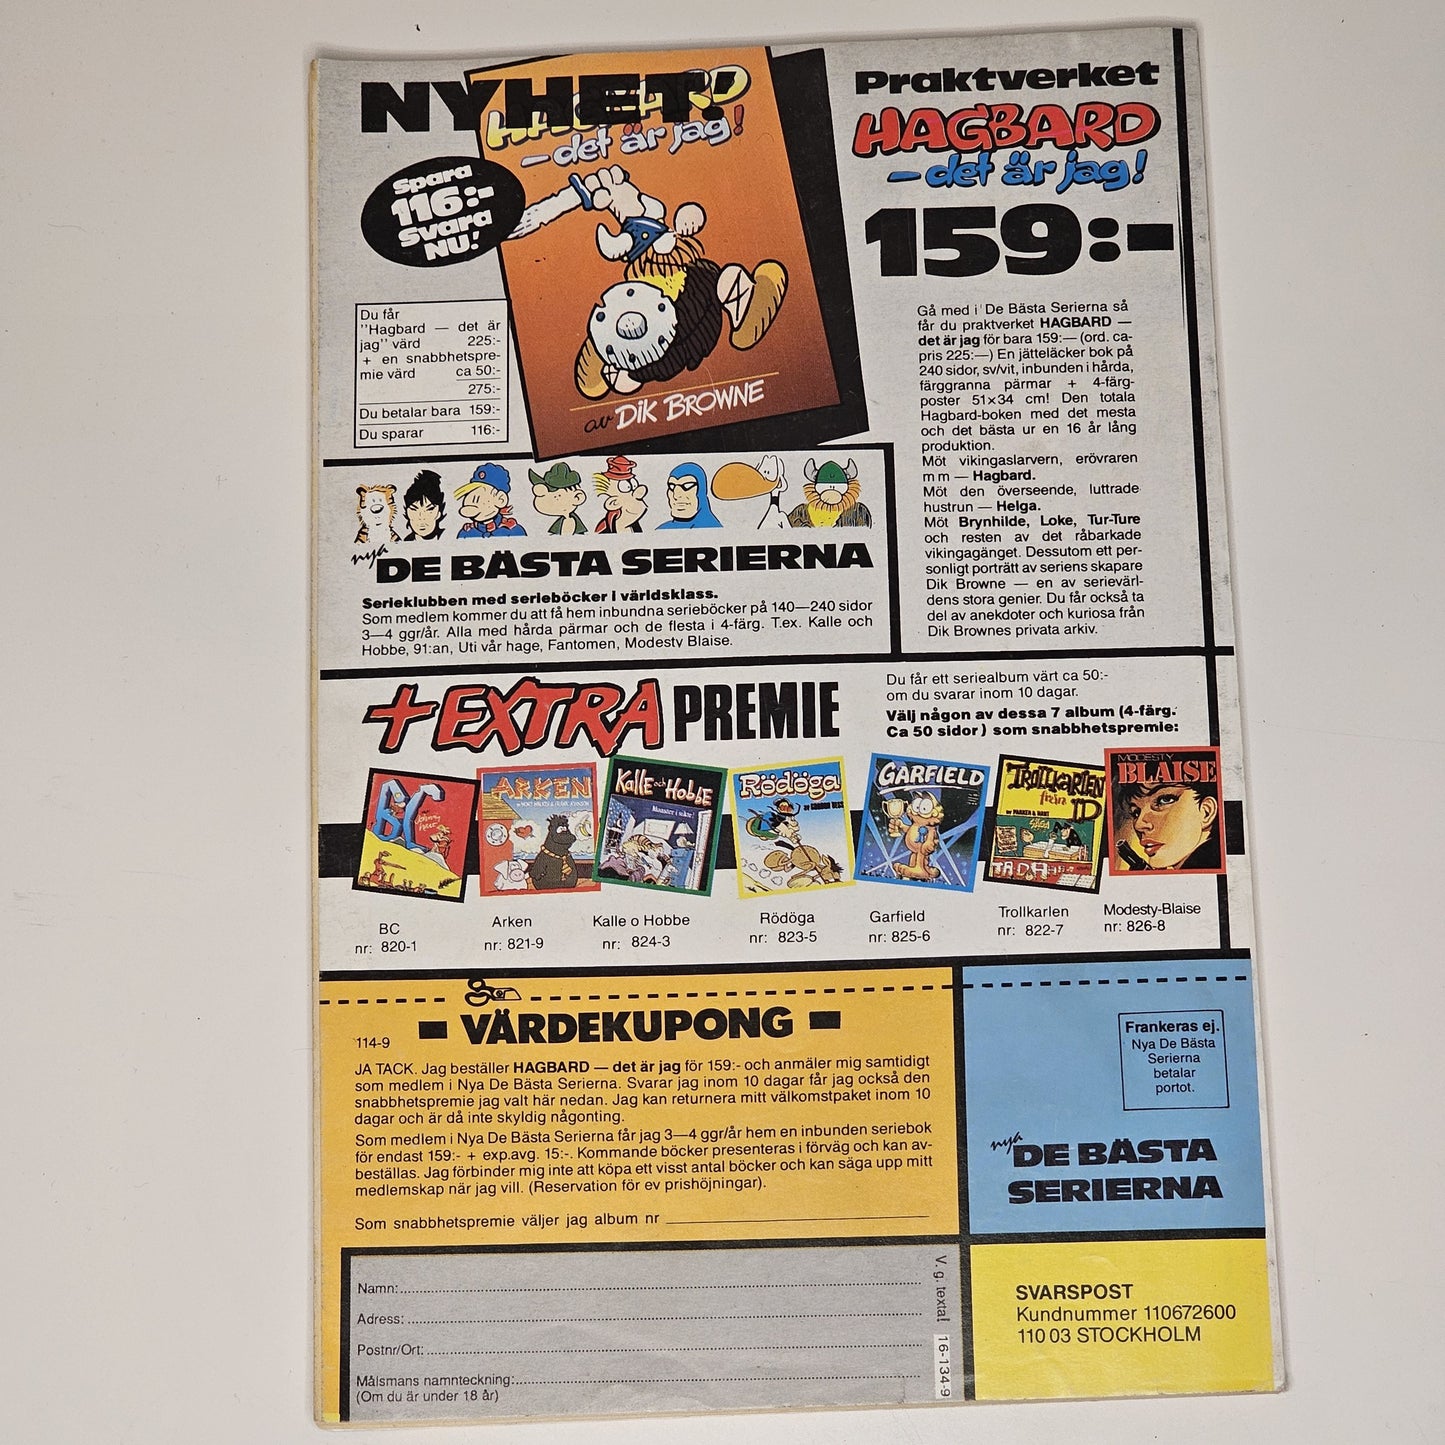 NYHET!
HAGBARD
– det är jag!
Spara
116:-
svara
NU!
av DiK BROWNE
Praktverket
HAGBARD
– det är jag!
159:-
Du får
"Hagbard — det är
jag" värd 225:-
+ en snabbhetspre-
mie värd ca 50:-
275:-
Du betalar bara 159:-
Du sparar 116:-
Gå med i De Bästa Serierna så
får du praktverket HAGBARD —
det är jag för bara 159:— (ord. ca-
pris 225:—) En jätteläcker bok på
240 sidor, sv/vit, inbunden i hårda,
färggranna pärmar + 4-färg-
poster 51×34 cm! Den totala
Hagbard-boken med det mesta
och det bästa ur en 16 år lång
produktion.
Möt vikingaslarvern, erövraren
m m — Hagbard.
Möt den överseende, luttrade
hustrun — Helga.
Möt Brynhilde, Loke, Tur-Ture
och resten av det råbarkade
vikingagänget. Dessutom ett per-
sonligt porträtt av seriens skapare
Dik Browne — en av serievärl-
dens stora genier. Du får också ta
del av anekdoter och kuriosa från
Dik Brownes privata arkiv.
nya
DE BÄSTA SERIERNA
Serieklubben med serieböcker i världsklass.
Som medlem kommer du att få hem inbundna serieböcker på 140—240 sidor
3—4 ggr/år. Alla med hårda pärmar och de flesta i 4-färg. T.ex. Kalle och
Hobbe, 91:an, Uti vår hage, Fantomen, Modesty Blaise.
+ EXTRA PREMIE
Du får ett seriealbum värt ca 50:-
om du svarar inom 10 dagar.
Välj någon av dessa 7 album (4-färg.
Ca 50 sidor) som snabbhetspremie:
BC
ARKEN
Kalle och Hobbe
Monster i sikte!
Rödöga
GARFIELD
TROLLKARLEN
från ID
MODESTY
BLAISE
BC
nr: 820-1
Arken
nr: 821-9
Kalle o Hobbe
nr: 824-3
Rödöga
nr: 823-5
Garfield
nr: 825-6
Trollkarlen
nr: 822-7
Modesty-Blaise
nr: 826-8
- VÄRDEKUPONG -
114-9
JA TACK. Jag beställer HAGBARD — det är jag för 159:- och anmäler mig samtidigt
som medlem i Nya De Bästa Serierna. Svarar jag inom 10 dagar får jag också den
snabbhetspremie jag valt här nedan. Jag kan returnera mitt välkomstpaket inom 10
dagar och är då inte skyldig någonting.
Som medlem i Nya De Bästa Serierna får jag 3—4 ggr/år hem en inbunden seriebok
för endast 159:- + exp.avg. 15:-. Kommande böcker presenteras i förväg och kan av-
beställas. Jag förbinder mig inte att köpa ett visst antal böcker och kan säga upp mitt
medlemskap när jag vill. (Reservation för ev prishöjningar).
Som snabbhetspremie väljer jag album nr
Namn:
Adress:
Postnr/Ort:
Målsmans namnteckning:
(Om du är under 18 år)
V. g. texta!
16-134-9
Frankeras ej.
Nya De Bästa
Serierna
betalar
portot.
nya
DE BÄSTA
SERIERNA
SVARSPOST
Kundnummer 110672600
110 03 STOCKHOLM